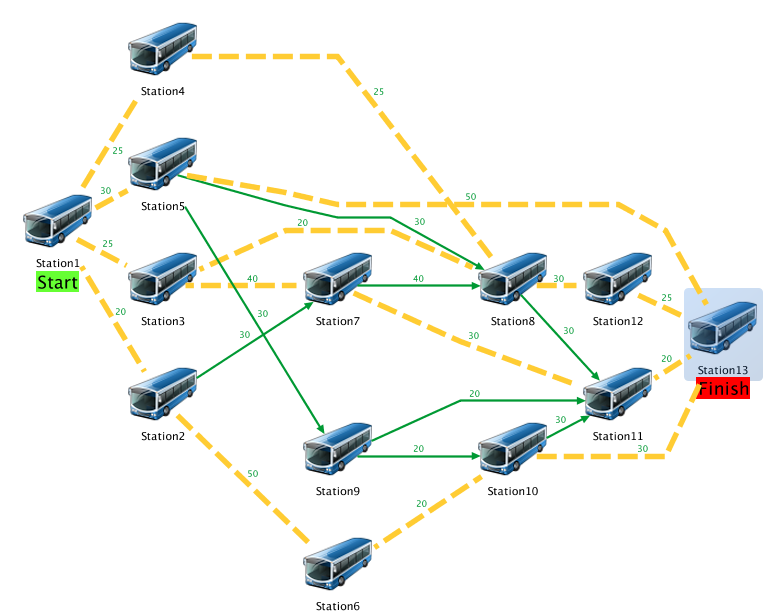 Station4
25
25
Station5
30
50
30
20
25
Station1
Start
Station3
40
Station7
40
Station8
30
Station12
25
20
30
30
30
30
Station13
Finish
20
Station2
20
Station11
30
20
30
50
Station9
Station10
20
Station6